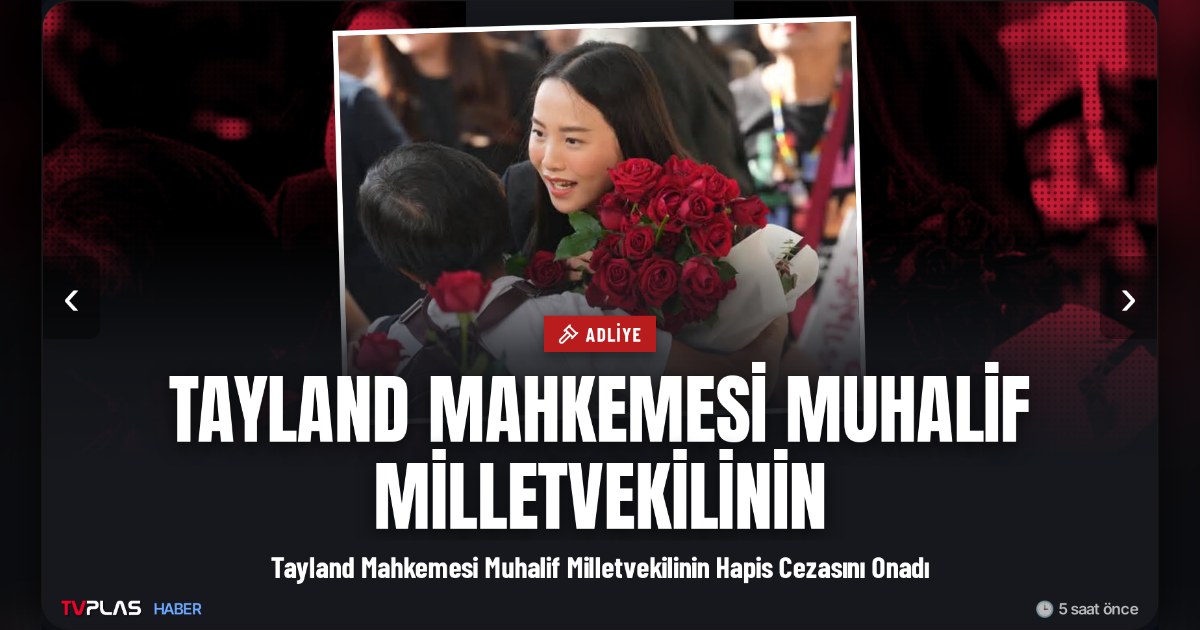 ADLİYE
TAYLAND MAHKEMESİ MUHALİF
MİLLETVEKİLİNİN
Tayland Mahkemesi Muhalif Milletvekilinin Hapis Cezasını Onadı
TVPLAS HABER
5 saat önce